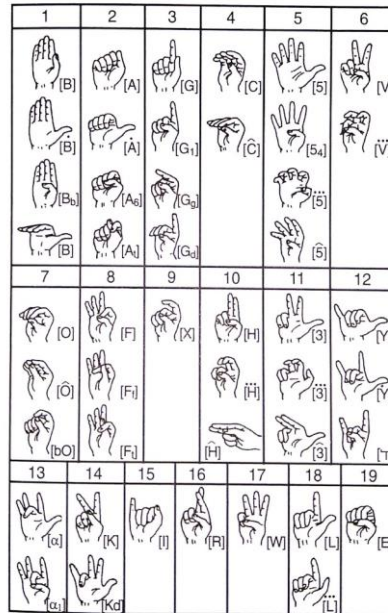 1 2 3 4 5 6
[B] [A] [G] [C] [5] [V
[B] [Ȧ] [G₁] [Ĉ] [5₄] [V⃛
[Bb] [A₆] [Gg] [5⃛]
[B] [Aₜ] [Gd] [5̂]
7 8 9 10 11 12
[O] [F] [X] [H] [3] [Y
[Ô] [Fₜ] [H⃛] [3⃛] [Y
[bO] [Fₜ] [Ĥ] [3̂]
13 14 15 16 17 18 19
[α] [K] [I] [R] [W] [L] [E
[α₁] [Kd] [L⃛]